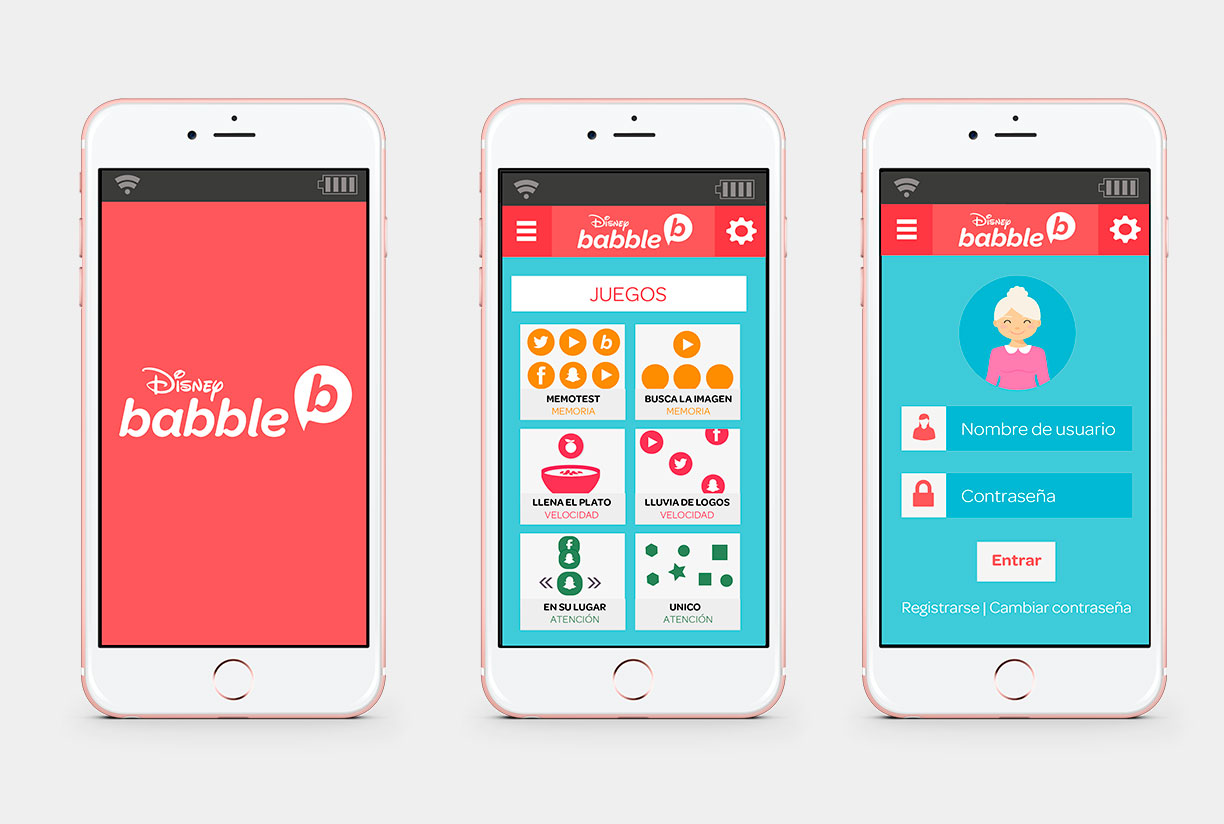 Disney
babble b
Disney
babble b
JUEGOS
b
f
MEMOTEST
MEMORIA
BUSCA LA IMAGEN
MEMORIA
LLENA EL PLATO
VELOCIDAD
f
LLUVIA DE LOGOS
VELOCIDAD
f
EN SU LUGAR
ATENCIÓN
UNICO
ATENCIÓN
Disney
babble b
Nombre de usuario
Contraseña
Entrar
Registrarse | Cambiar contraseña